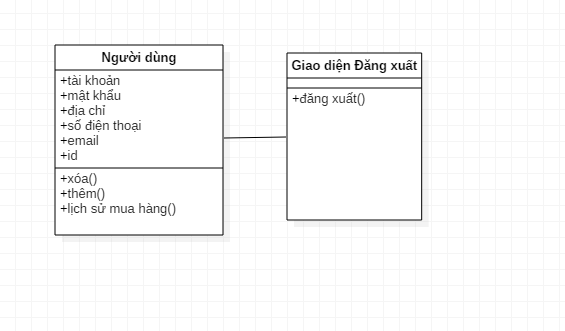 Người dùng
+tài khoản
+mật khẩu
+địa chỉ
+số điện thoại
+email
+id
+xóa()
+thêm()
+lịch sử mua hàng()
Giao diện Đăng xuất
+đăng xuất()